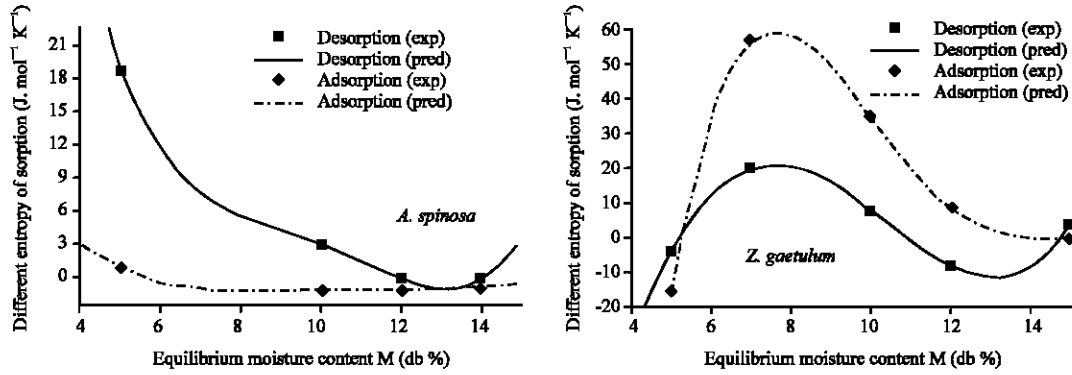 Different entropy of sorption (J. mol⁻¹ K⁻¹)
21
18
15
12
9
6
3
0
Desorption (exp)
Desorption (pred)
Adsorption (exp)
Adsorption (pred)
A. spinosa
4 6 8 10 12 14
Equilibrium moisture content M (db %)
Different entropy of sorption (J. mol⁻¹ K⁻¹)
60
50
40
30
20
10
0
-10
-20
Desorption (exp)
Desorption (pred)
Adsorption (exp)
Adsorption (pred)
Z. gaetulum
4 6 8 10 12 14
Equilibrium moisture content M (db %)